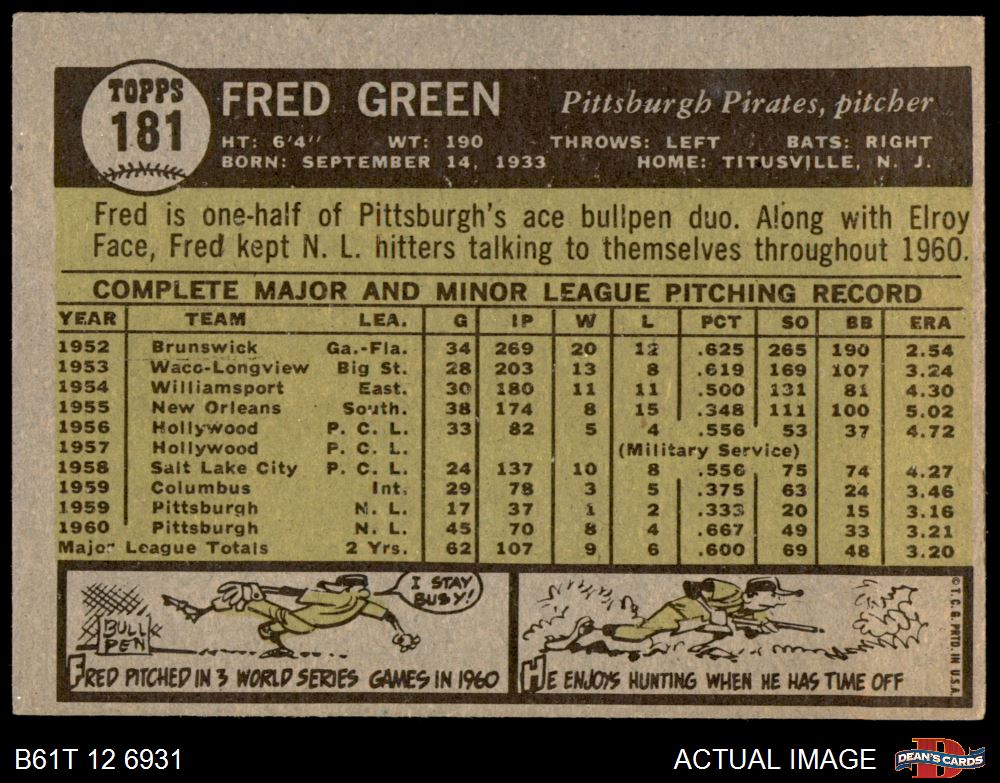 TOPPS
181
FRED GREEN
Pittsburgh Pirates, pitcher
HT: 6'4" WT: 190 THROWS: LEFT BATS: RIGHT
BORN: SEPTEMBER 14, 1933 HOME: TITUSVILLE, N. J.
Fred is one-half of Pittsburgh's ace bullpen duo. Along with Elroy
Face, Fred kept N. L. hitters talking to themselves throughout 1960.
COMPLETE MAJOR AND MINOR LEAGUE PITCHING RECORD
YEAR TEAM LEA. G IP W L PCT SO BB ERA
1952 Brunswick Ga.-Fla. 34 269 20 12 .625 265 190 2.54
1953 Waco-Longview Big St. 28 203 13 8 .619 169 107 3.24
1954 Williamsport East. 30 180 11 11 .500 131 81 4.30
1955 New Orleans South. 38 174 8 15 .348 111 100 5.02
1956 Hollywood P. C. L. 33 82 5 4 .556 53 37 4.72
1957 Hollywood P. C. L. (Military Service)
1958 Salt Lake City P. C. L. 24 137 10 8 .556 75 74 4.27
1959 Columbus Int. 29 78 3 5 .375 63 24 3.46
1959 Pittsburgh N. L. 17 37 1 2 .333 20 15 3.16
1960 Pittsburgh N. L. 45 70 8 4 .667 49 33 3.21
Major League Totals 2 Yrs. 62 107 9 6 .600 69 48 3.20
I STAY
BUSY!
BULL
PEN
FRED PITCHED IN 3 WORLD SERIES GAMES IN 1960
HE ENJOYS HUNTING WHEN HE HAS TIME OFF
© T. C. G. PRTD. IN U.S.A.
B61T 12 6931
ACTUAL IMAGE
DEAN'S CARDS